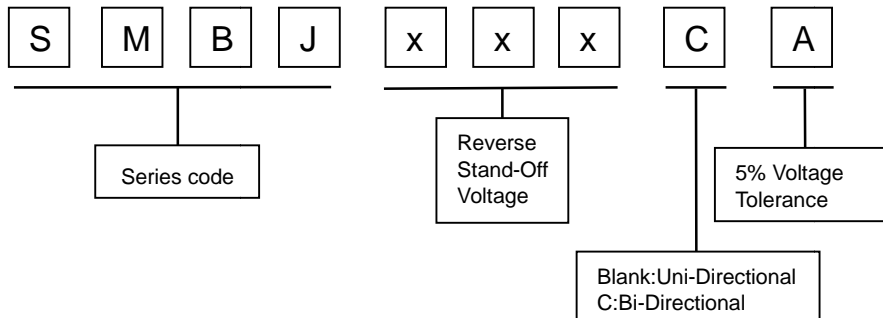 S M B J x x x C A
Series code
Reverse
Stand-Off
Voltage
5% Voltage
Tolerance
Blank:Uni-Directional
C:Bi-Directional